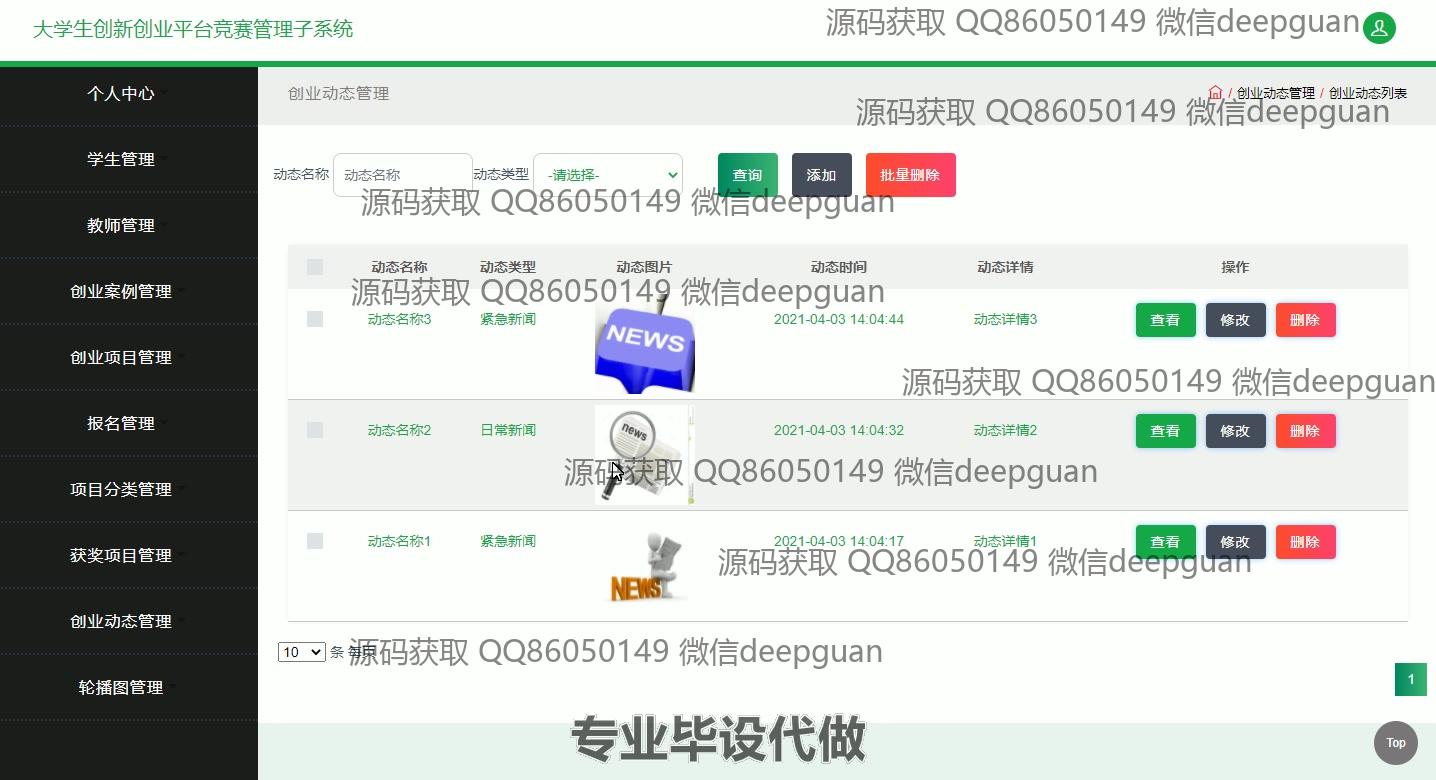 大学生创新创业平台竞赛管理子系统
源码获取 QQ86050149 微信deepguan
个人中心
学生管理
教师管理
创业案例管理
创业项目管理
报名管理
项目分类管理
获奖项目管理
创业动态管理
轮播图管理
创业动态管理
/ 创业动态管理 / 创业动态列表
源码获取 QQ86050149 微信deepguan
动态名称 动态名称 动态类型 -请选择- 查询 添加 批量删除
源码获取 QQ86050149 微信deepguan
动态名称 动态类型 动态图片 动态时间 动态详情 操作
源码获取 QQ86050149 微信deepguan
动态名称3 紧急新闻 NEWS 2021-04-03 14:04:44 动态详情3 查看 修改 删除
源码获取 QQ86050149 微信deepguan
动态名称2 日常新闻 news 2021-04-03 14:04:32 动态详情2 查看 修改 删除
源码获取 QQ86050149 微信deepguan
动态名称1 紧急新闻 NEWS 2021-04-03 14:04:17 动态详情1 查看 修改 删除
源码获取 QQ86050149 微信deepguan
10 条 每页
源码获取 QQ86050149 微信deepguan
1
专业毕设代做
Top